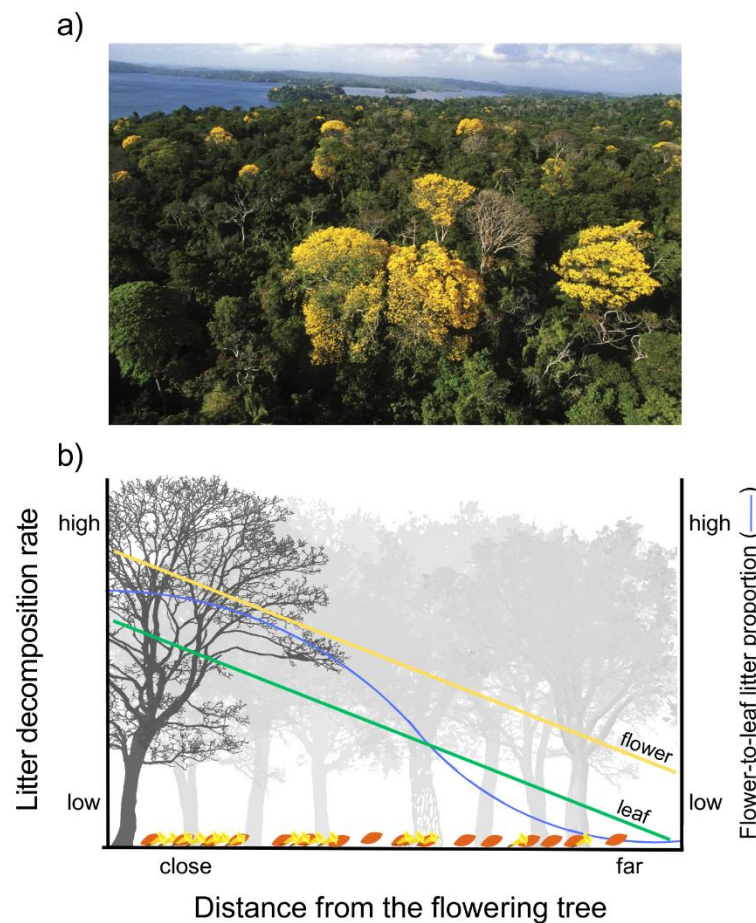 a)
b)
Litter decomposition rate
high
low
flower
leaf
high
low
Flower-to-leaf litter proportion ( )
close
far
Distance from the flowering tree